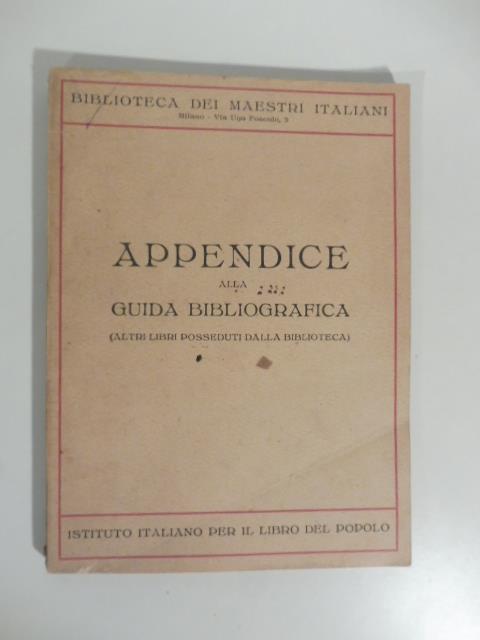 BIBLIOTECA DEI MAESTRI ITALIANI
Milano - Via Ugo Foscolo, 3
APPENDICE
ALLA
GUIDA BIBLIOGRAFICA
(ALTRI LIBRI POSSEDUTI DALLA BIBLIOTECA)
ISTITUTO ITALIANO PER IL LIBRO DEL POPOLO